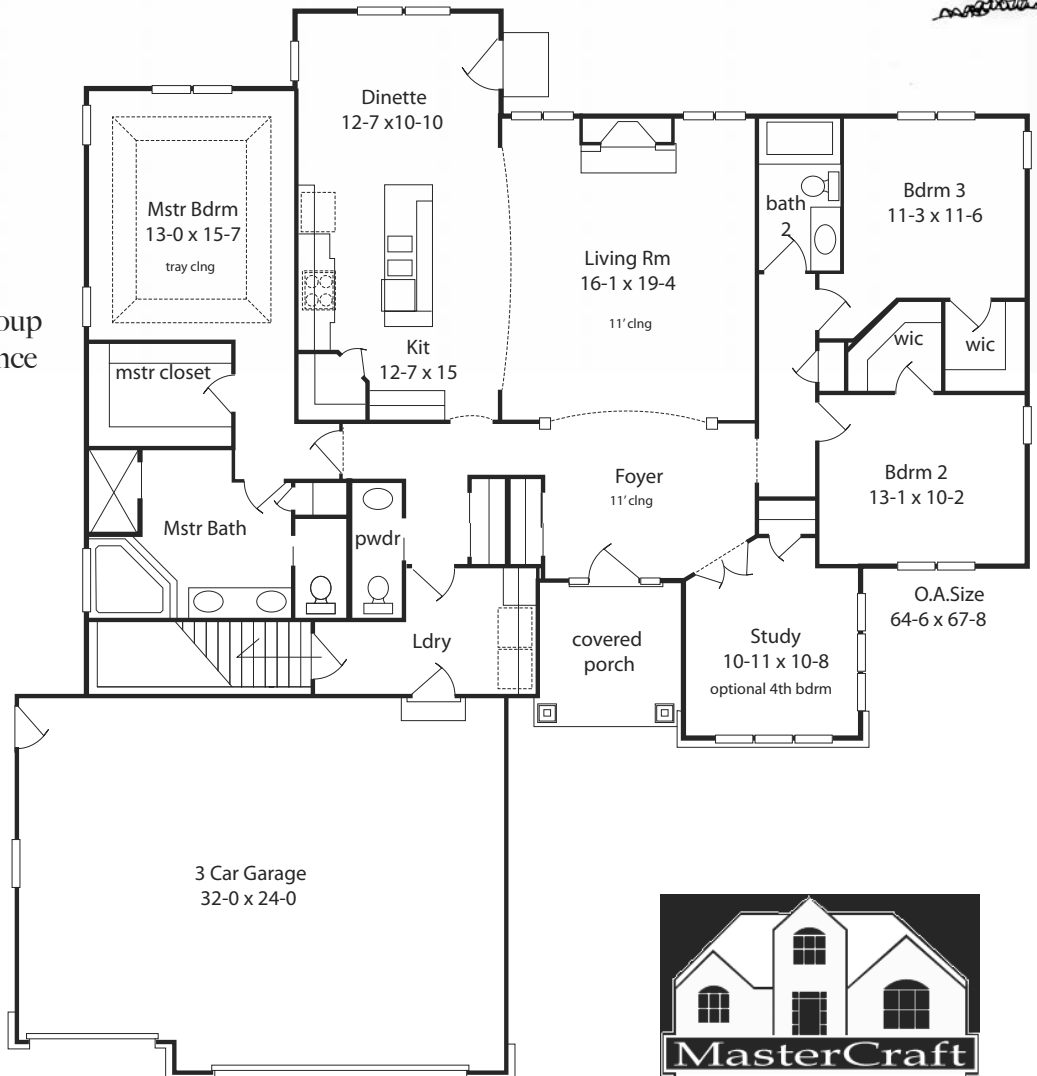 Dinette
12-7 x10-10
Mstr Bdrm
13-0 x 15-7
tray clng
Living Rm
16-1 x 19-4
11' clng
bath
2
Bdrm 3
11-3 x 11-6
wic
wic
mstr closet
Kit
12-7 x 15
Foyer
11' clng
Bdrm 2
13-1 x 10-2
Mstr Bath
pwdr
O.A.Size
64-6 x 67-8
Ldry
covered
porch
Study
10-11 x 10-8
optional 4th bdrm
3 Car Garage
32-0 x 24-0
MasterCraft